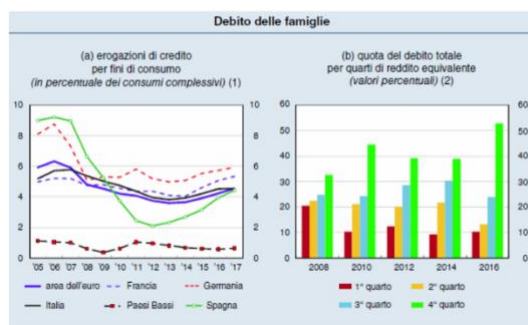 Debito delle famiglie
(a) erogazioni di credito
per fini di consumo
(in percentuale dei consumi complessivi) (1)
10 10
8 8
6 6
4 4
2 2
0 0
'05 '06 '07 '08 '09 '10 '11 '12 '13 '14 '15 '16 '17
area dell'euro Francia Germania
Italia Paesi Bassi Spagna
(b) quota del debito totale
per quarti di reddito equivalente
(valori percentuali) (2)
60 60
50 50
40 40
30 30
20 20
10 10
0 0
2008 2010 2012 2014 2016
1° quarto 2° quarto
3° quarto 4° quarto